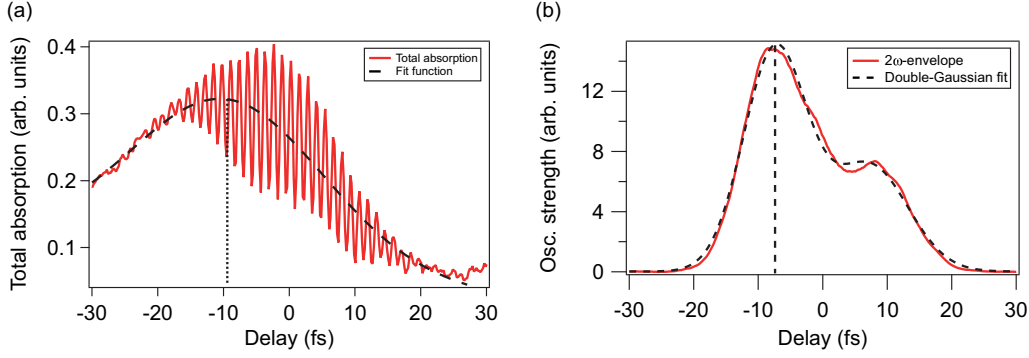 (a)
Total absorption (arb. units)
0.4
0.3
0.2
0.1
Total absorption
Fit function
-30 -20 -10 0 10 20 30
Delay (fs)
(b)
Osc. strength (arb. units)
12
8
4
0
2ω-envelope
Double-Gaussian fit
-30 -20 -10 0 10 20 30
Delay (fs)